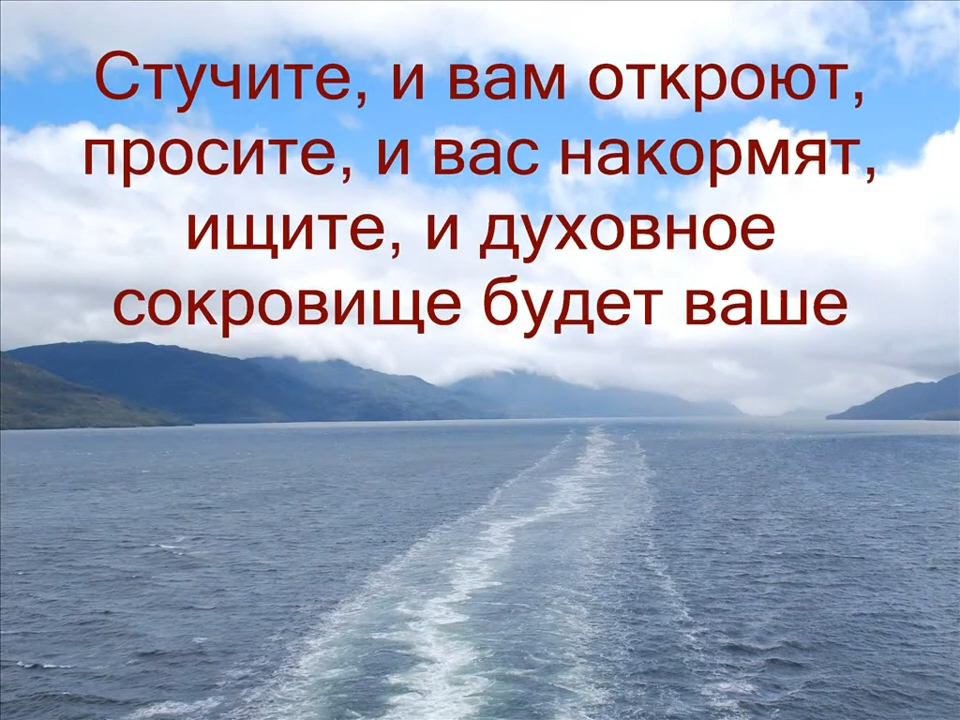 Стучите, и вам откроют,
просите, и вас накормят,
ищите, и духовное
сокровище будет ваше